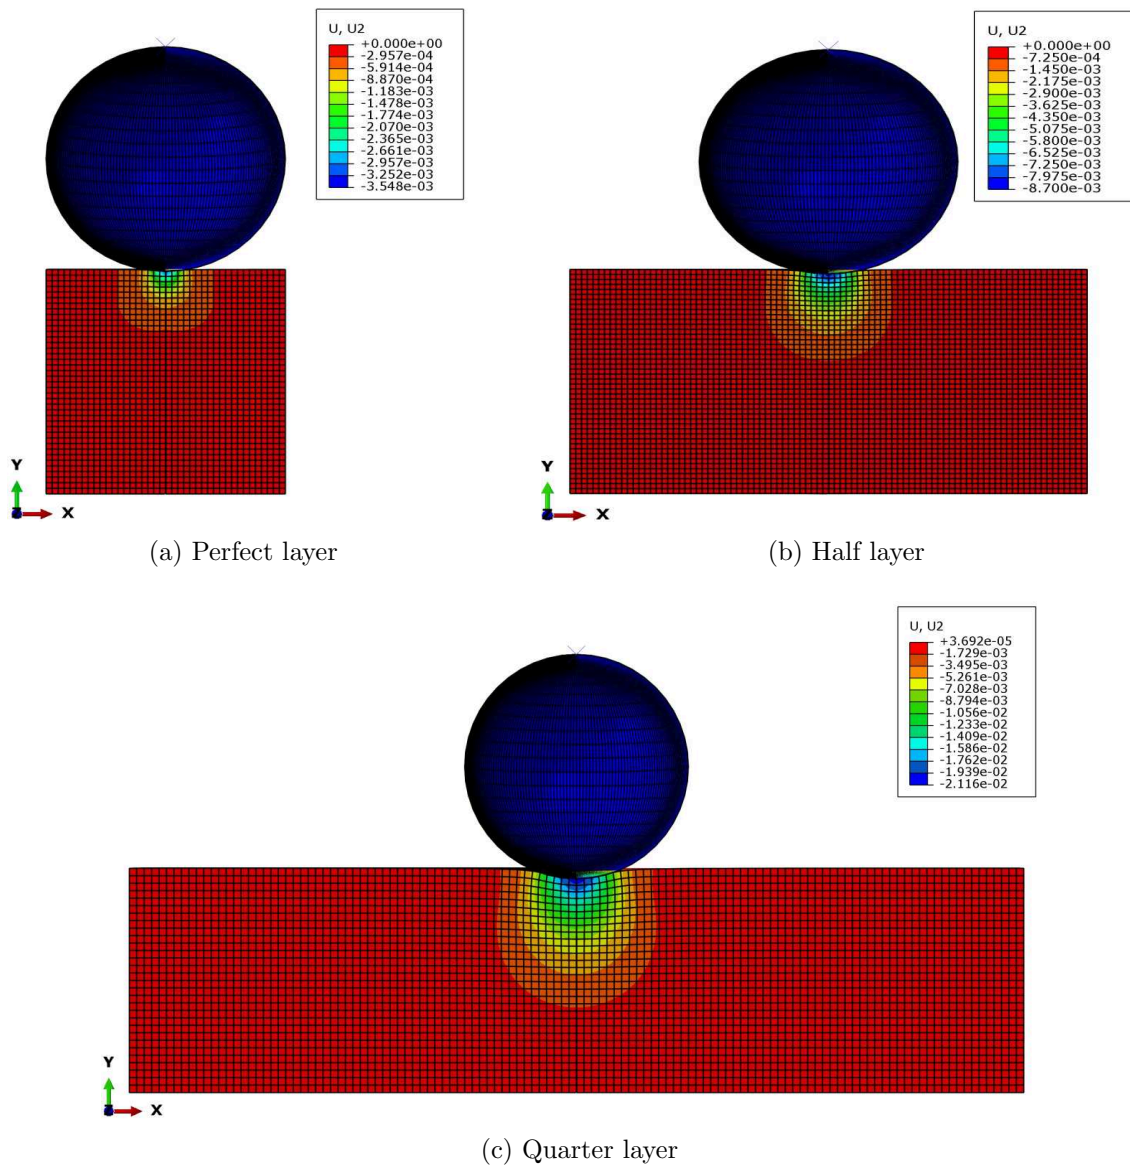 U, U2
+0.000e+00
-2.957e-04
-5.914e-04
-8.870e-04
-1.183e-03
-1.478e-03
-1.774e-03
-2.070e-03
-2.365e-03
-2.661e-03
-2.957e-03
-3.252e-03
-3.548e-03
Y
X
(a) Perfect layer
U, U2
+0.000e+00
-7.250e-04
-1.450e-03
-2.175e-03
-2.900e-03
-3.625e-03
-4.350e-03
-5.075e-03
-5.800e-03
-6.525e-03
-7.250e-03
-7.975e-03
-8.700e-03
Y
X
(b) Half layer
U, U2
+3.692e-05
-1.729e-03
-3.495e-03
-5.261e-03
-7.028e-03
-8.794e-03
-1.056e-02
-1.233e-02
-1.409e-02
-1.586e-02
-1.762e-02
-1.939e-02
-2.116e-02
Y
X
(c) Quarter layer